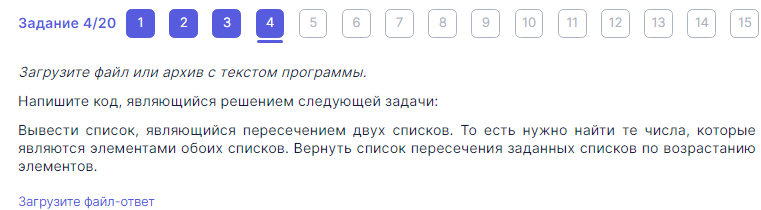 Задание 4/20 1 2 3 4 5 6 7 8 9 10 11 12 13 14 15
Загрузите файл или архив с текстом программы.
Напишите код, являющийся решением следующей задачи:
Вывести список, являющийся пересечением двух списков. То есть нужно найти те числа, которые
являются элементами обоих списков. Вернуть список пересечения заданных списков по возрастанию
элементов.
Загрузите файл-ответ